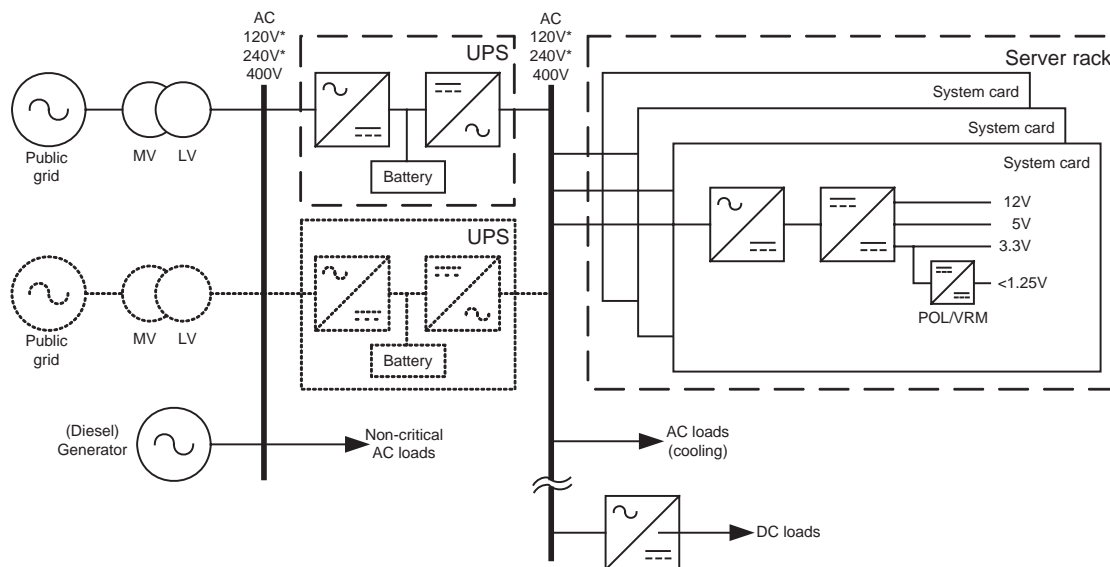 AC
120V*
240V*
400V
UPS
Battery
Public
grid
MV
LV
UPS
Battery
Public
grid
MV
LV
(Diesel)
Generator
Non-critical
AC loads
AC
120V*
240V*
400V
Server rack
System card
System card
System card
12V
5V
3.3V
<1.25V
POL/VRM
AC loads
(cooling)
DC loads